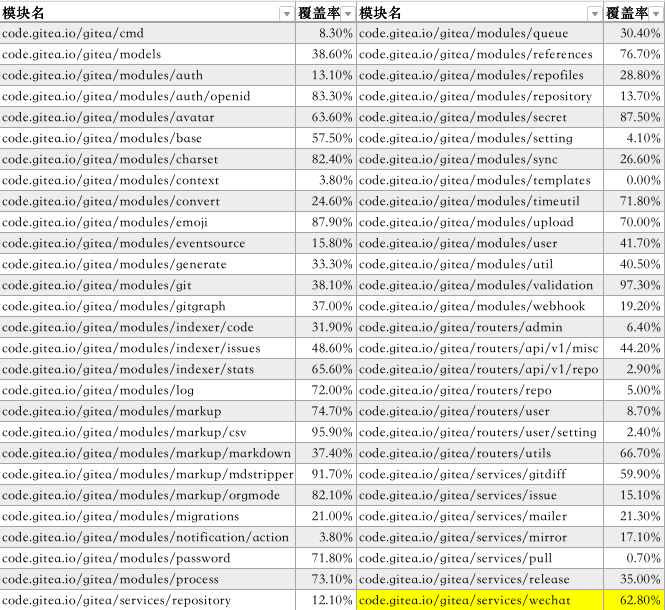 模块名 覆盖率 模块名 覆盖率
code.gitea.io/gitea/cmd 8.30% code.gitea.io/gitea/modules/queue 30.40%
code.gitea.io/gitea/models 38.60% code.gitea.io/gitea/modules/references 76.70%
code.gitea.io/gitea/modules/auth 13.10% code.gitea.io/gitea/modules/repofiles 28.80%
code.gitea.io/gitea/modules/auth/openid 83.30% code.gitea.io/gitea/modules/repository 13.70%
code.gitea.io/gitea/modules/avatar 63.60% code.gitea.io/gitea/modules/secret 87.50%
code.gitea.io/gitea/modules/base 57.50% code.gitea.io/gitea/modules/setting 4.10%
code.gitea.io/gitea/modules/charset 82.40% code.gitea.io/gitea/modules/sync 26.60%
code.gitea.io/gitea/modules/context 3.80% code.gitea.io/gitea/modules/templates 0.00%
code.gitea.io/gitea/modules/convert 24.60% code.gitea.io/gitea/modules/timeutil 71.80%
code.gitea.io/gitea/modules/emoji 87.90% code.gitea.io/gitea/modules/upload 70.00%
code.gitea.io/gitea/modules/eventsource 15.80% code.gitea.io/gitea/modules/user 41.70%
code.gitea.io/gitea/modules/generate 33.30% code.gitea.io/gitea/modules/util 40.50%
code.gitea.io/gitea/modules/git 38.10% code.gitea.io/gitea/modules/validation 97.30%
code.gitea.io/gitea/modules/gitgraph 37.00% code.gitea.io/gitea/modules/webhook 19.20%
code.gitea.io/gitea/modules/indexer/code 31.90% code.gitea.io/gitea/routers/admin 6.40%
code.gitea.io/gitea/modules/indexer/issues 48.60% code.gitea.io/gitea/routers/api/v1/misc 44.20%
code.gitea.io/gitea/modules/indexer/stats 65.60% code.gitea.io/gitea/routers/api/v1/repo 2.90%
code.gitea.io/gitea/modules/log 72.00% code.gitea.io/gitea/routers/repo 5.00%
code.gitea.io/gitea/modules/markup 74.70% code.gitea.io/gitea/routers/user 8.70%
code.gitea.io/gitea/modules/markup/csv 95.90% code.gitea.io/gitea/routers/user/setting 2.40%
code.gitea.io/gitea/modules/markup/markdown 37.40% code.gitea.io/gitea/routers/utils 66.70%
code.gitea.io/gitea/modules/markup/mdstripper 91.70% code.gitea.io/gitea/services/gitdiff 59.90%
code.gitea.io/gitea/modules/markup/orgmode 82.10% code.gitea.io/gitea/services/issue 15.10%
code.gitea.io/gitea/modules/migrations 21.00% code.gitea.io/gitea/services/mailer 21.30%
code.gitea.io/gitea/modules/notification/action 3.80% code.gitea.io/gitea/services/mirror 17.10%
code.gitea.io/gitea/modules/password 71.80% code.gitea.io/gitea/services/pull 0.70%
code.gitea.io/gitea/modules/process 73.10% code.gitea.io/gitea/services/release 35.00%
code.gitea.io/gitea/services/repository 12.10% code.gitea.io/gitea/services/wechat 62.80%